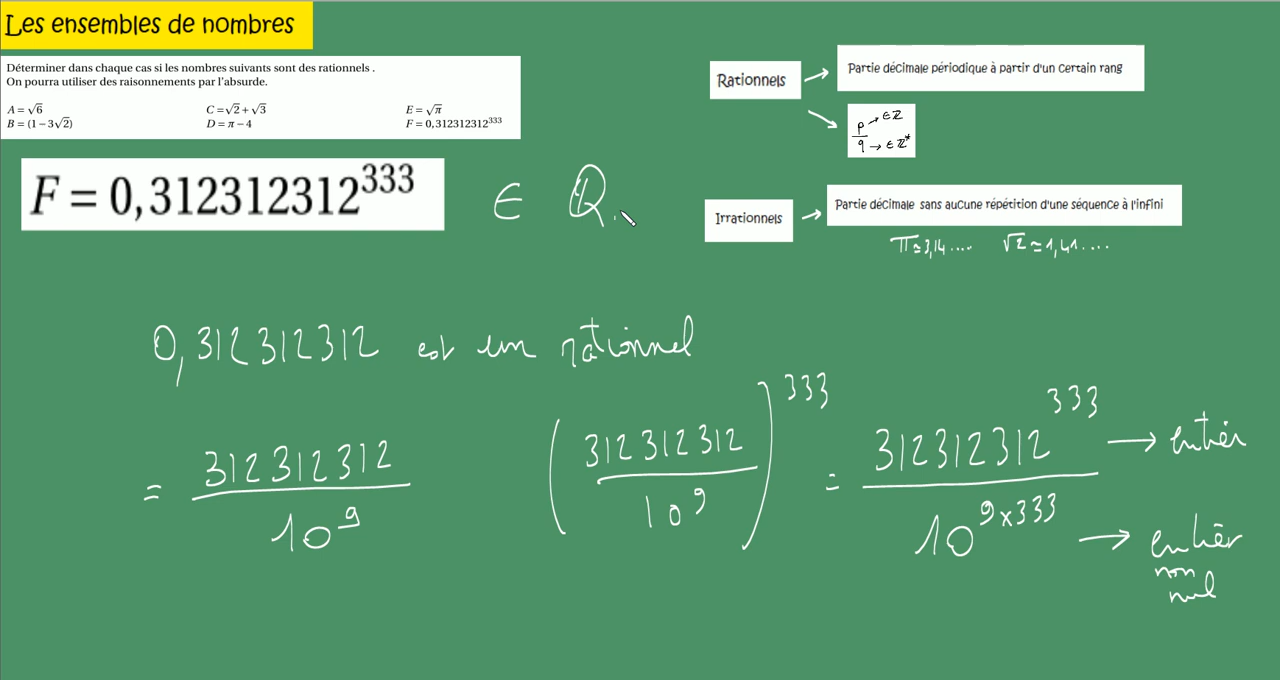 Les ensembles de nombres
Déterminer dans chaque cas si les nombres suivants sont des rationnels .
On pourra utiliser des raisonnements par l'absurde.
A = √6 C = √2 + √3 E = √π
B = (1 − 3√2) D = π − 4 F = 0,312312312³³³
F = 0,312312312³³³ ∈ Q.
Rationnels → Partie décimale périodique à partir d'un certain rang
p → ∈ Z
q → ∈ Z*
Irrationnels → Partie décimale sans aucune répétition d'une séquence à l'infini
π ≃ 3,14.... √2 ≃ 1,41....
0,312312312 est un rationnel
= 312312312 / 10⁹ (312312312 / 10⁹)³³³ = 312312312³³³ / 10⁹ˣ³³³
→ entier
→ entier
non
nul